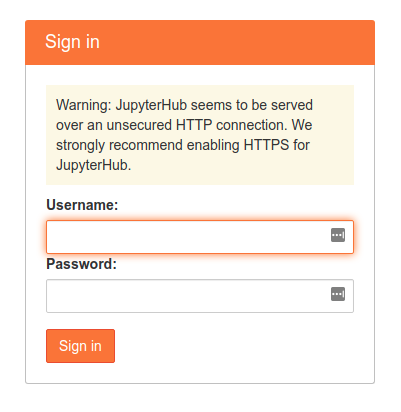 Sign in
Warning: JupyterHub seems to be served
over an unsecured HTTP connection. We
strongly recommend enabling HTTPS for
JupyterHub.
Username:
Password:
Sign in